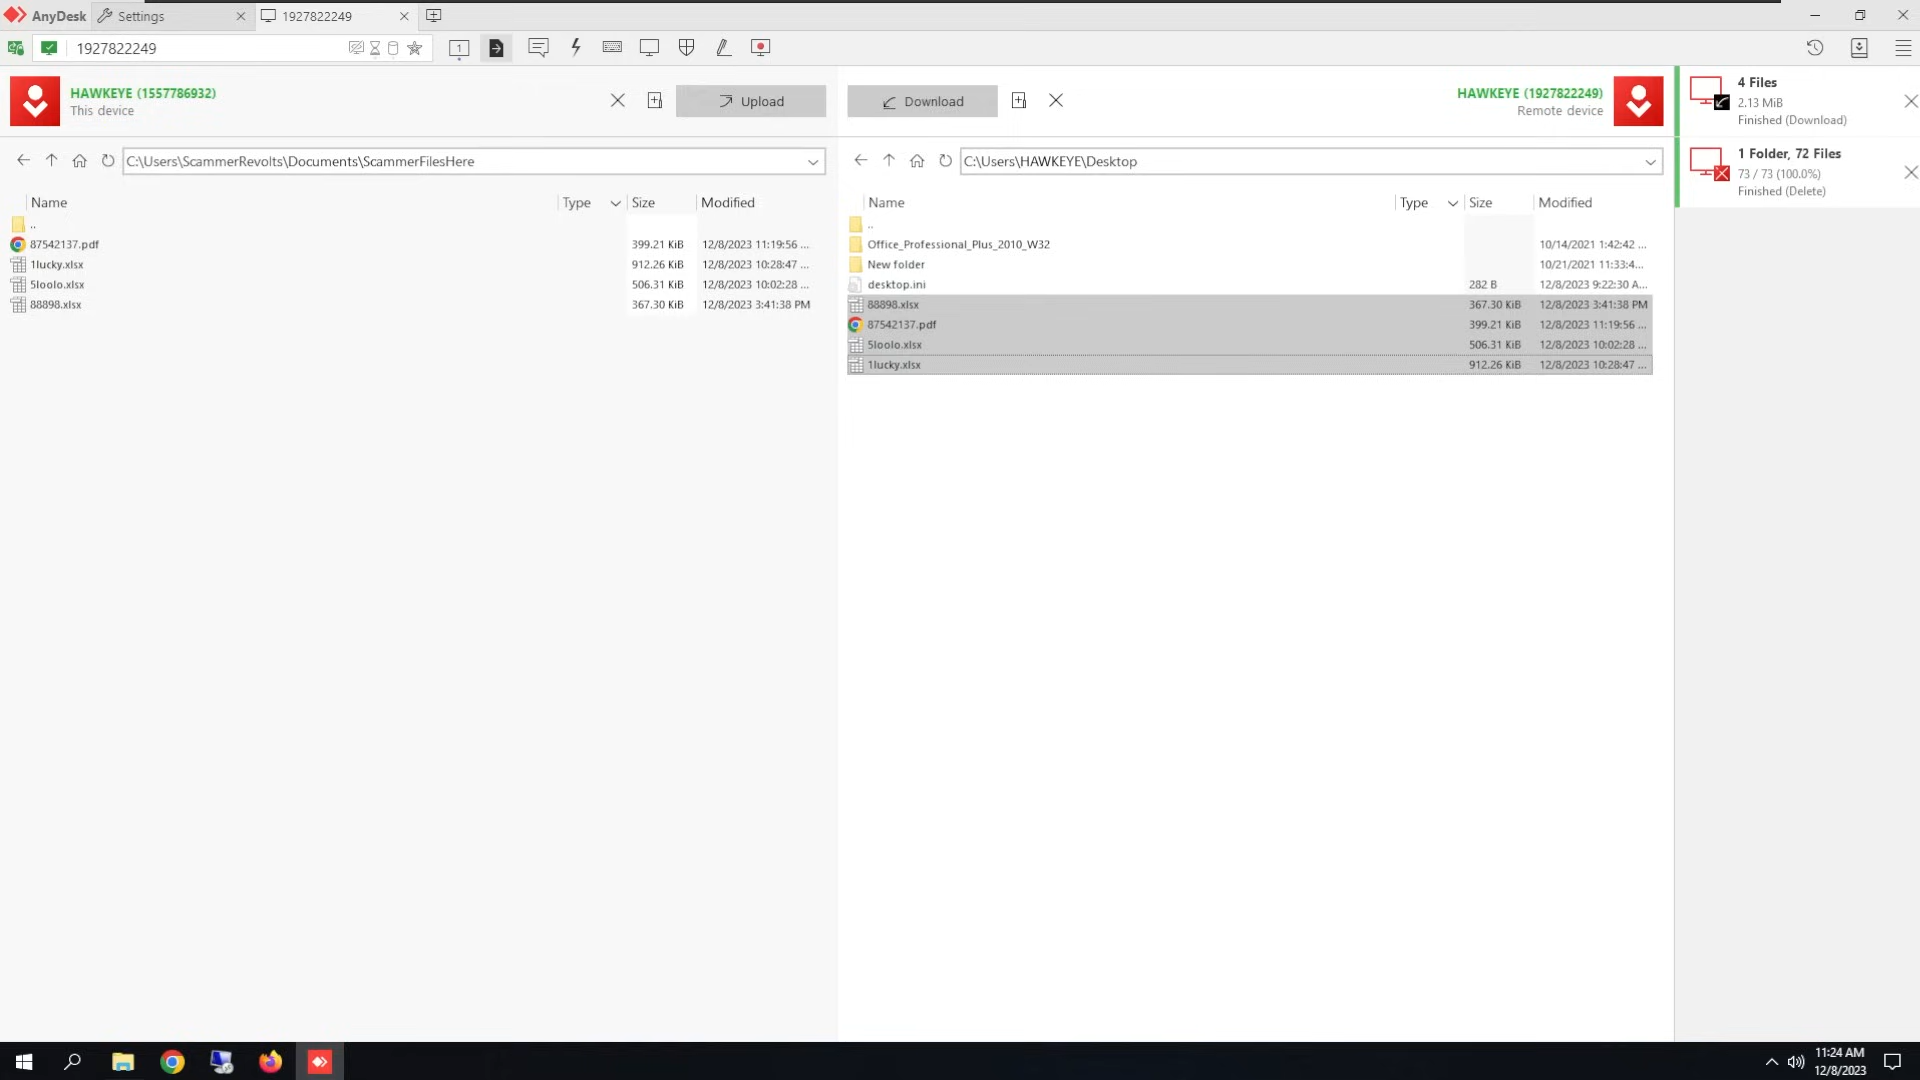 AnyDesk Settings 1927822249
1927822249 1
HAWKEYE (1557786932)
This device
Upload
Download
HAWKEYE (1927822249)
Remote device
4 Files
2.13 MiB
Finished (Download)
1 Folder, 72 Files
73 / 73 (100.0%)
Finished (Delete)
C:\Users\ScammerRevolts\Documents\ScammerFilesHere
Name Type Size Modified
..
87542137.pdf 399.21 KiB 12/8/2023 11:19:56 ...
1lucky.xlsx 912.26 KiB 12/8/2023 10:28:47 ...
5loolo.xlsx 506.31 KiB 12/8/2023 10:02:28 ...
88898.xlsx 367.30 KiB 12/8/2023 3:41:38 PM
C:\Users\HAWKEYE\Desktop
Name Type Size Modified
..
Office_Professional_Plus_2010_W32 10/14/2021 1:42:42 ...
New folder 10/21/2021 11:33:4...
desktop.ini 282 B 12/8/2023 9:22:30 A...
88898.xlsx 367.30 KiB 12/8/2023 3:41:38 PM
87542137.pdf 399.21 KiB 12/8/2023 11:19:56 ...
5loolo.xlsx 506.31 KiB 12/8/2023 10:02:28 ...
1lucky.xlsx 912.26 KiB 12/8/2023 10:28:47 ...
11:24 AM
12/8/2023